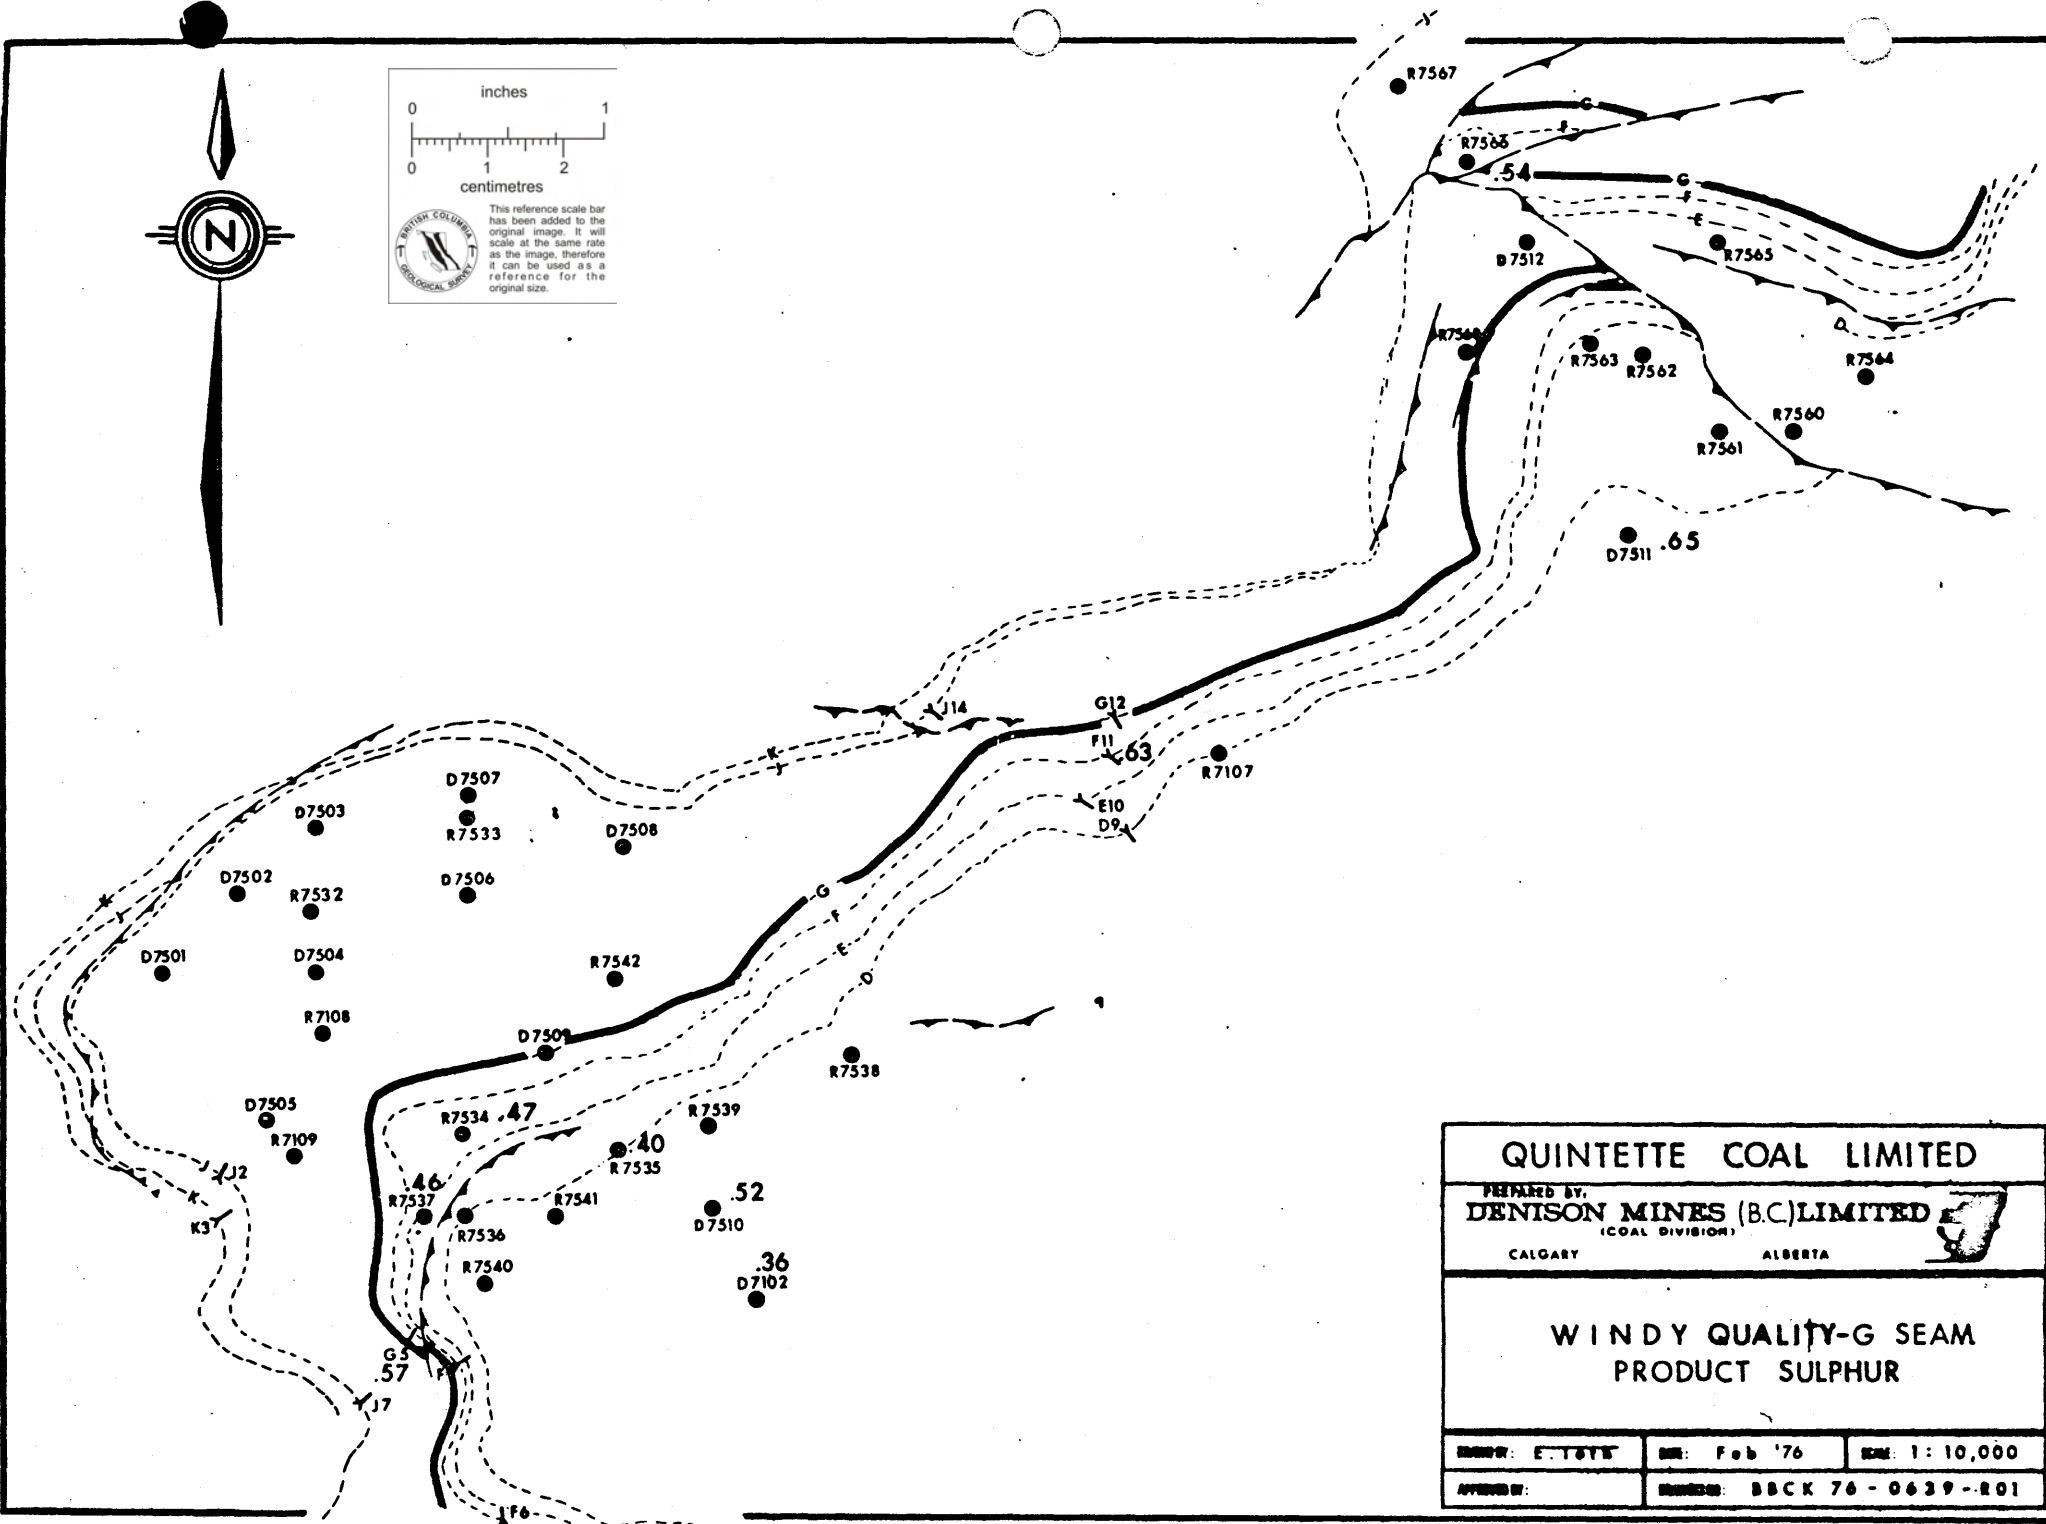 inches
0 1
0 1 2
centimetres
This reference scale bar
has been added to the
original image. It will
scale at the same rate
as the image, therefore
it can be used as a
reference for the
original size.
BRITISH COLUMBIA
GEOLOGICAL SURVEY
N
J
R7567
G
F
R7566
.54
G
F
E
D7512
R7565
D
R7563
R7562
R7564
R7560
R7561
D7511 .65
J14
G12
F11
.63
R7107
E10
D9
K
J
D7507
R7533
D7503
D7508
D7502
R7532
D7506
K
J
G
F
E
D
D7501
D7504
R7542
R7108
D7509
R7538
D7505
R7109
R7534 .47
R7539
.40
R7535
J
J2
K
K3
.46
R7537
R7536
R7541
.52
D7510
R7540
.36
D7102
G5
.57
F
J7
F6
QUINTETTE COAL LIMITED
PREPARED BY:
DENISON MINES (B.C.) LIMITED
(COAL DIVISION)
CALGARY ALBERTA
WINDY QUALITY-G SEAM
PRODUCT SULPHUR
Feb '76
SCALE: 1 : 10,000
APPROVED BY:
BBCK 76-0639-R01